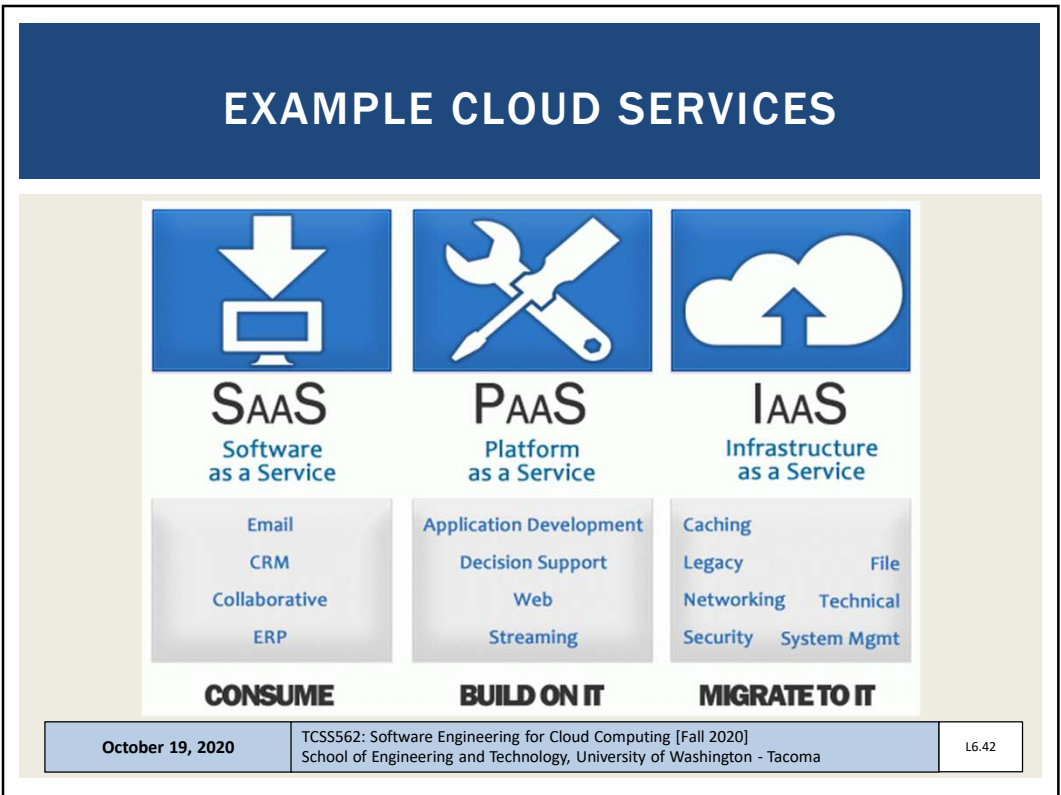 EXAMPLE CLOUD SERVICES
SAAS
Software
as a Service
Email
CRM
Collaborative
ERP
CONSUME
PAAS
Platform
as a Service
Application Development
Decision Support
Web
Streaming
BUILD ON IT
IAAS
Infrastructure
as a Service
Caching
Legacy File
Networking Technical
Security System Mgmt
MIGRATE TO IT
October 19, 2020
TCSS562: Software Engineering for Cloud Computing [Fall 2020]
School of Engineering and Technology, University of Washington - Tacoma
L6.42